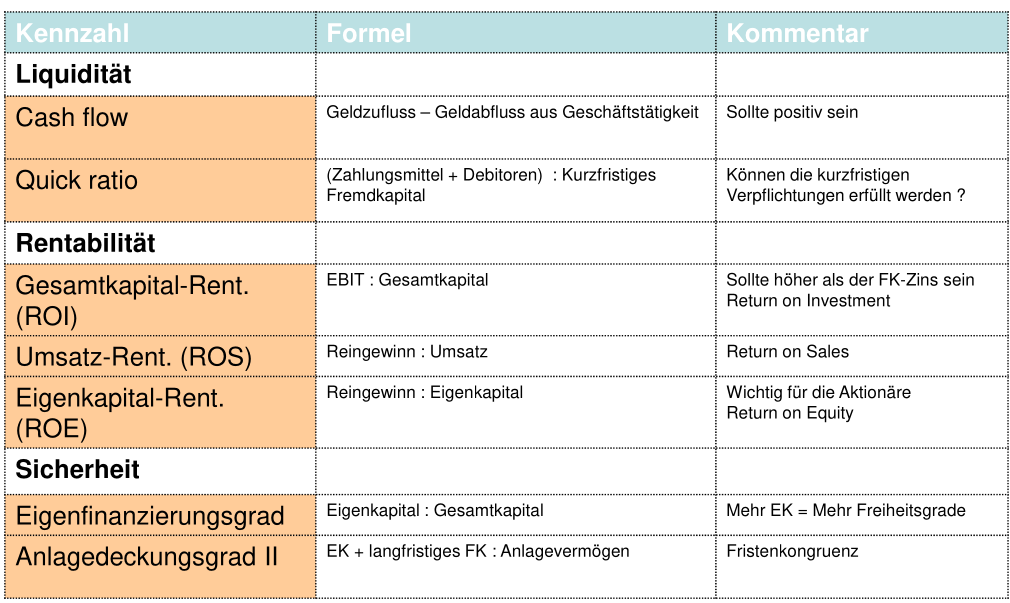 Kennzahl Formel Kommentar
Liquidität
Cash flow Geldzufluss – Geldabfluss aus Geschäftstätigkeit Sollte positiv sein
Quick ratio (Zahlungsmittel + Debitoren)  : Kurzfristiges Können die kurzfristigen
Fremdkapital Verpflichtungen erfüllt werden ?
Rentabilität
Gesamtkapital-Rent. EBIT : Gesamtkapital Sollte höher als der FK-Zins sein
(ROI) Return on Investment
Umsatz-Rent. (ROS) Reingewinn : Umsatz Return on Sales
Eigenkapital-Rent. Reingewinn : Eigenkapital Wichtig für die Aktionäre
(ROE) Return on Equity
Sicherheit
Eigenfinanzierungsgrad Eigenkapital : Gesamtkapital Mehr EK = Mehr Freiheitsgrade
Anlagedeckungsgrad II EK + langfristiges FK : Anlagevermögen Fristenkongruenz